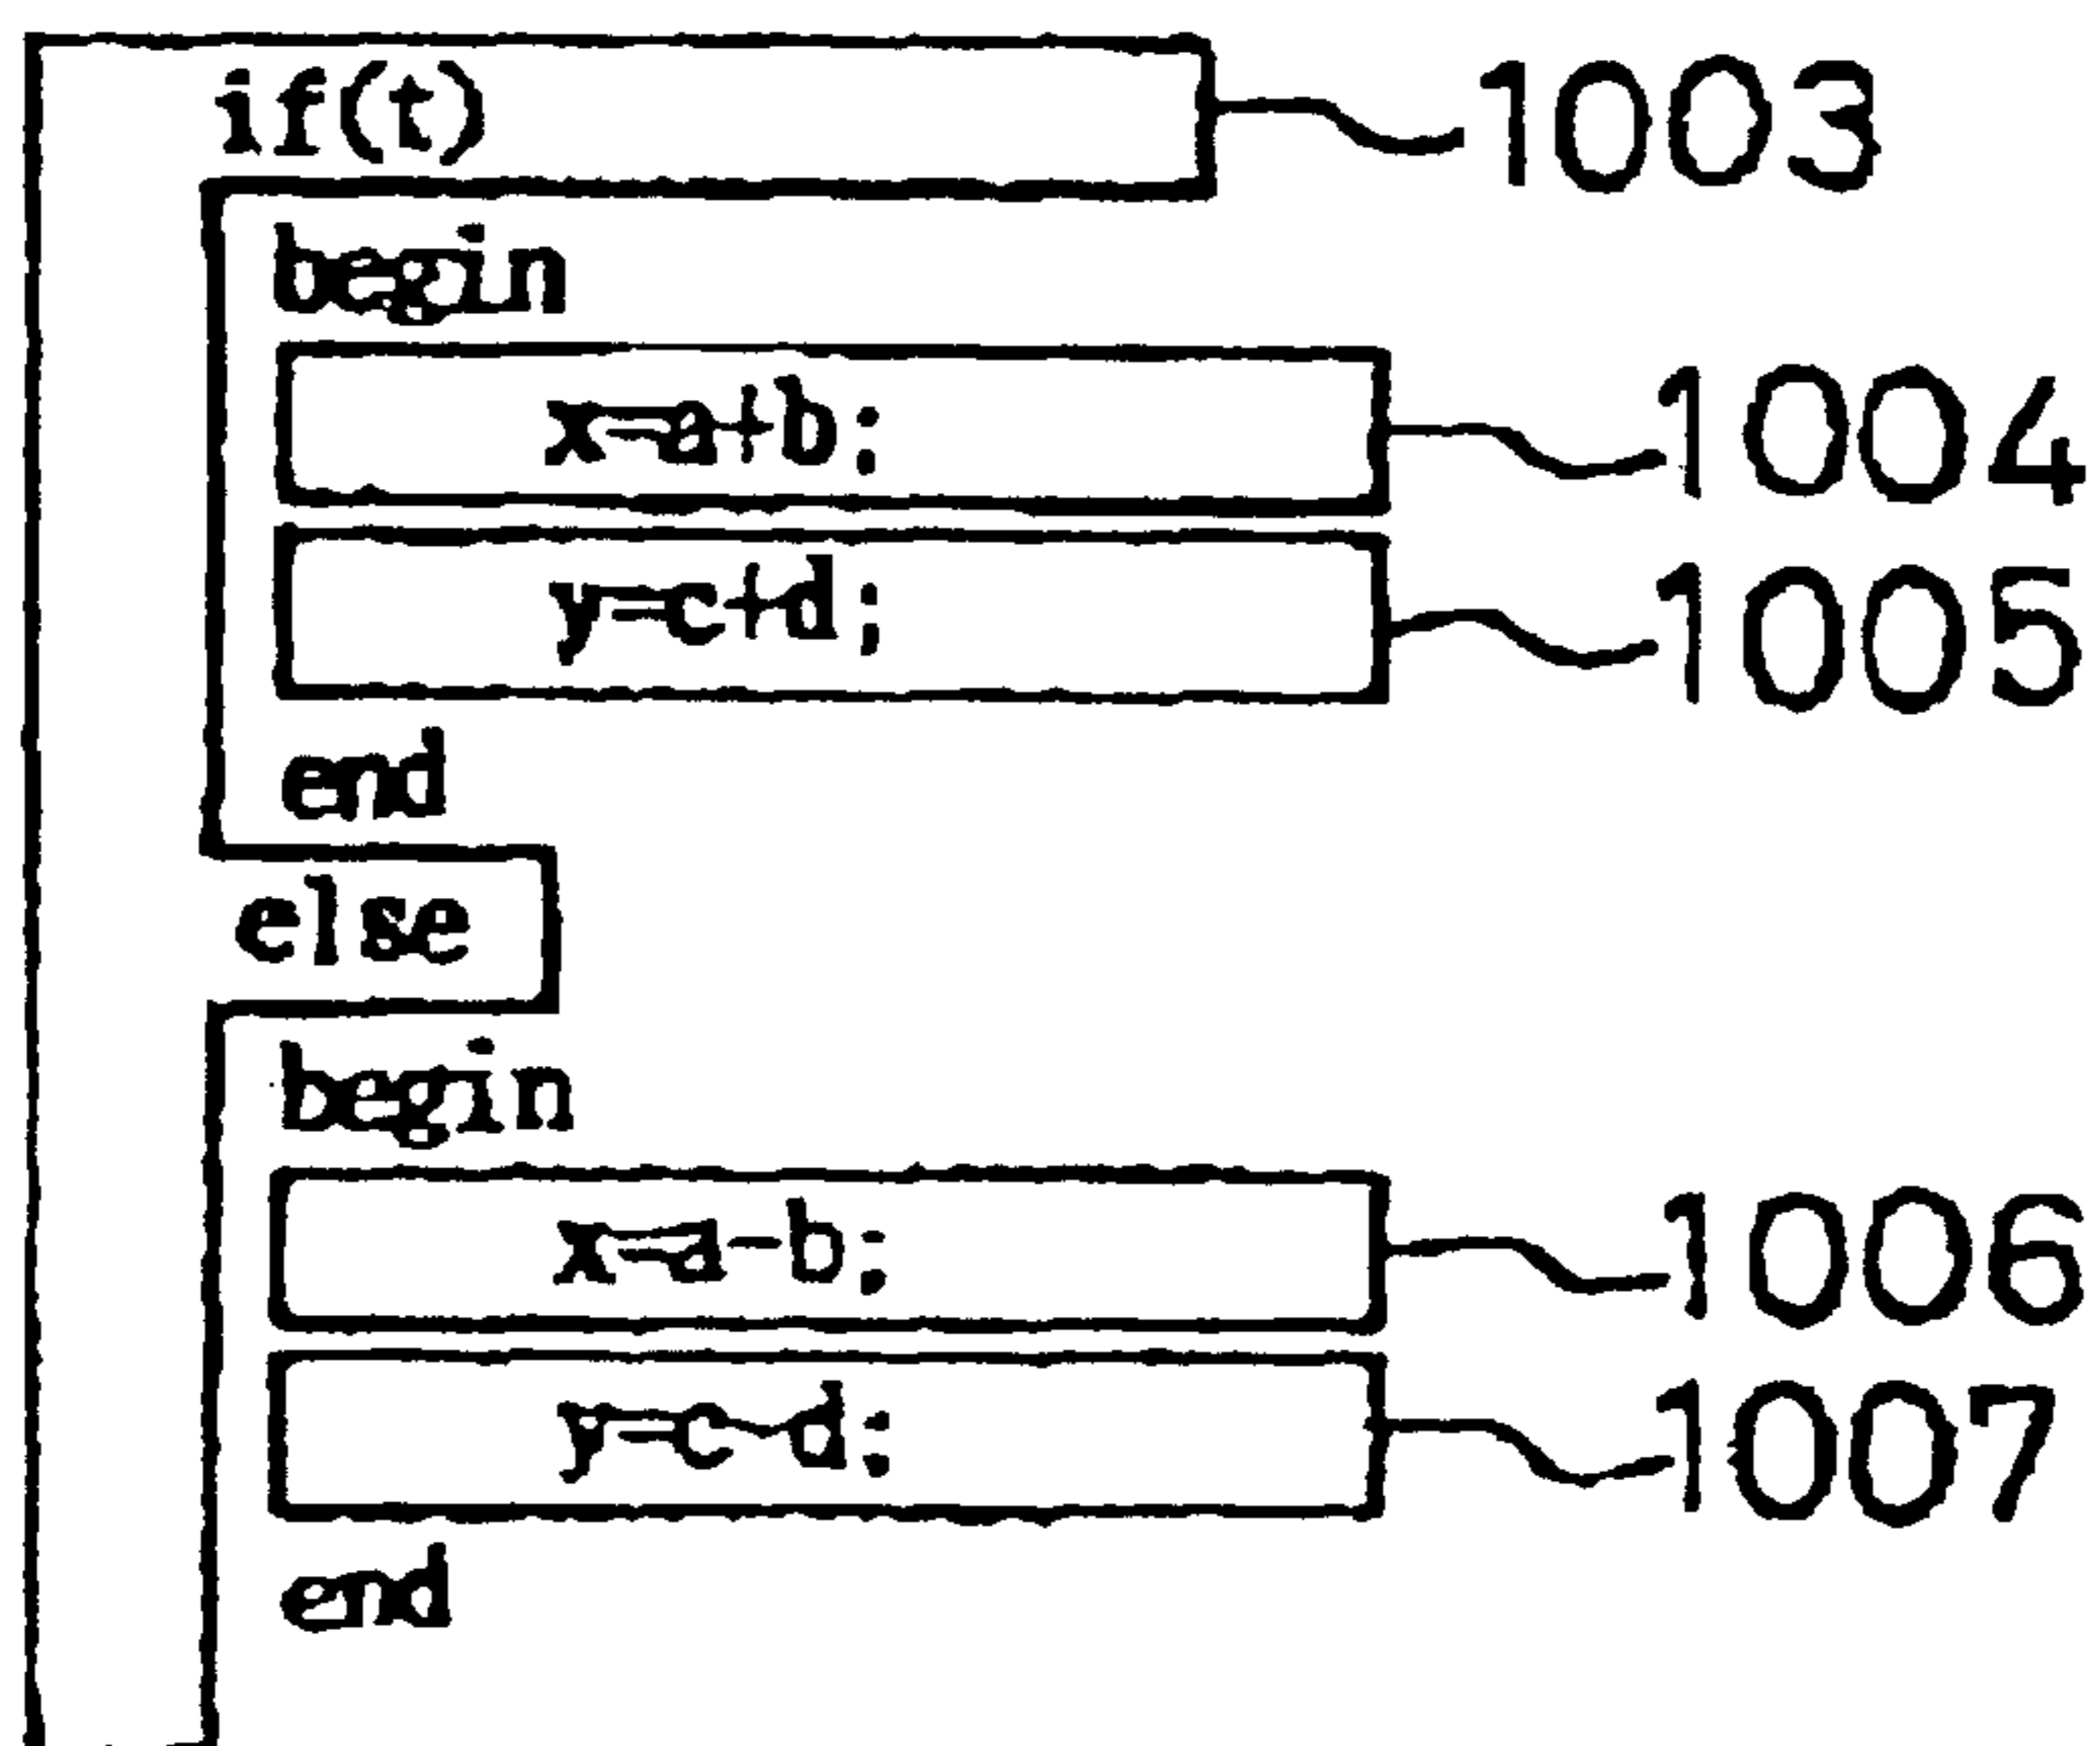 if(t) 1003
begin
x=a+b; 1004
y=c+d; 1005
end
else
begin
x=a-b; 1006
y=c-d; 1007
end